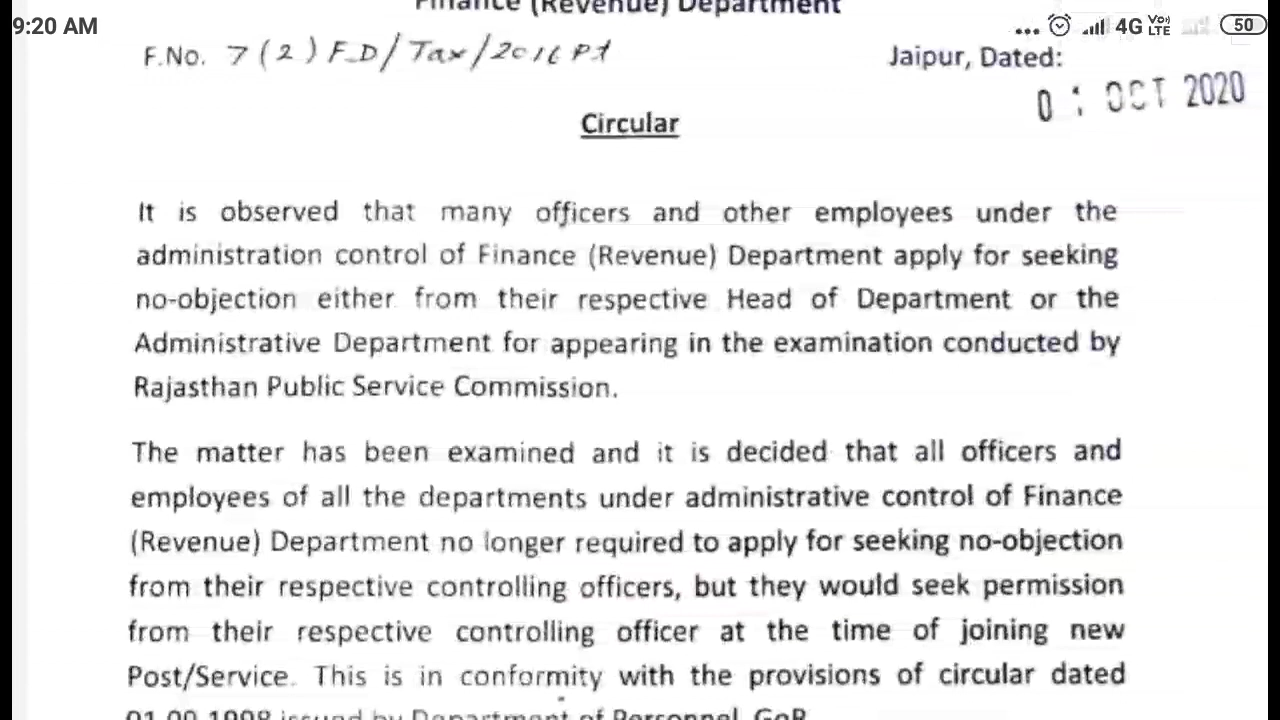 Finance (Revenue) Department
9:20 AM
4G
Vo))
LTE
50
F.No. 7(2)FD/Tax/2016 Pt
Jaipur, Dated:
OCT 2020
Circular
It is observed that many officers and other employees under the
administration control of Finance (Revenue) Department apply for seeking
no-objection either from their respective Head of Department or the
Administrative Department for appearing in the examination conducted by
Rajasthan Public Service Commission.
The matter has been examined and it is decided that all officers and
employees of all the departments under administrative control of Finance
(Revenue) Department no longer required to apply for seeking no-objection
from their respective controlling officers, but they would seek permission
from their respective controlling officer at the time of joining new
Post/Service. This is in conformity with the provisions of circular dated
01.09.1998 issued by Department of Personnel, GoR